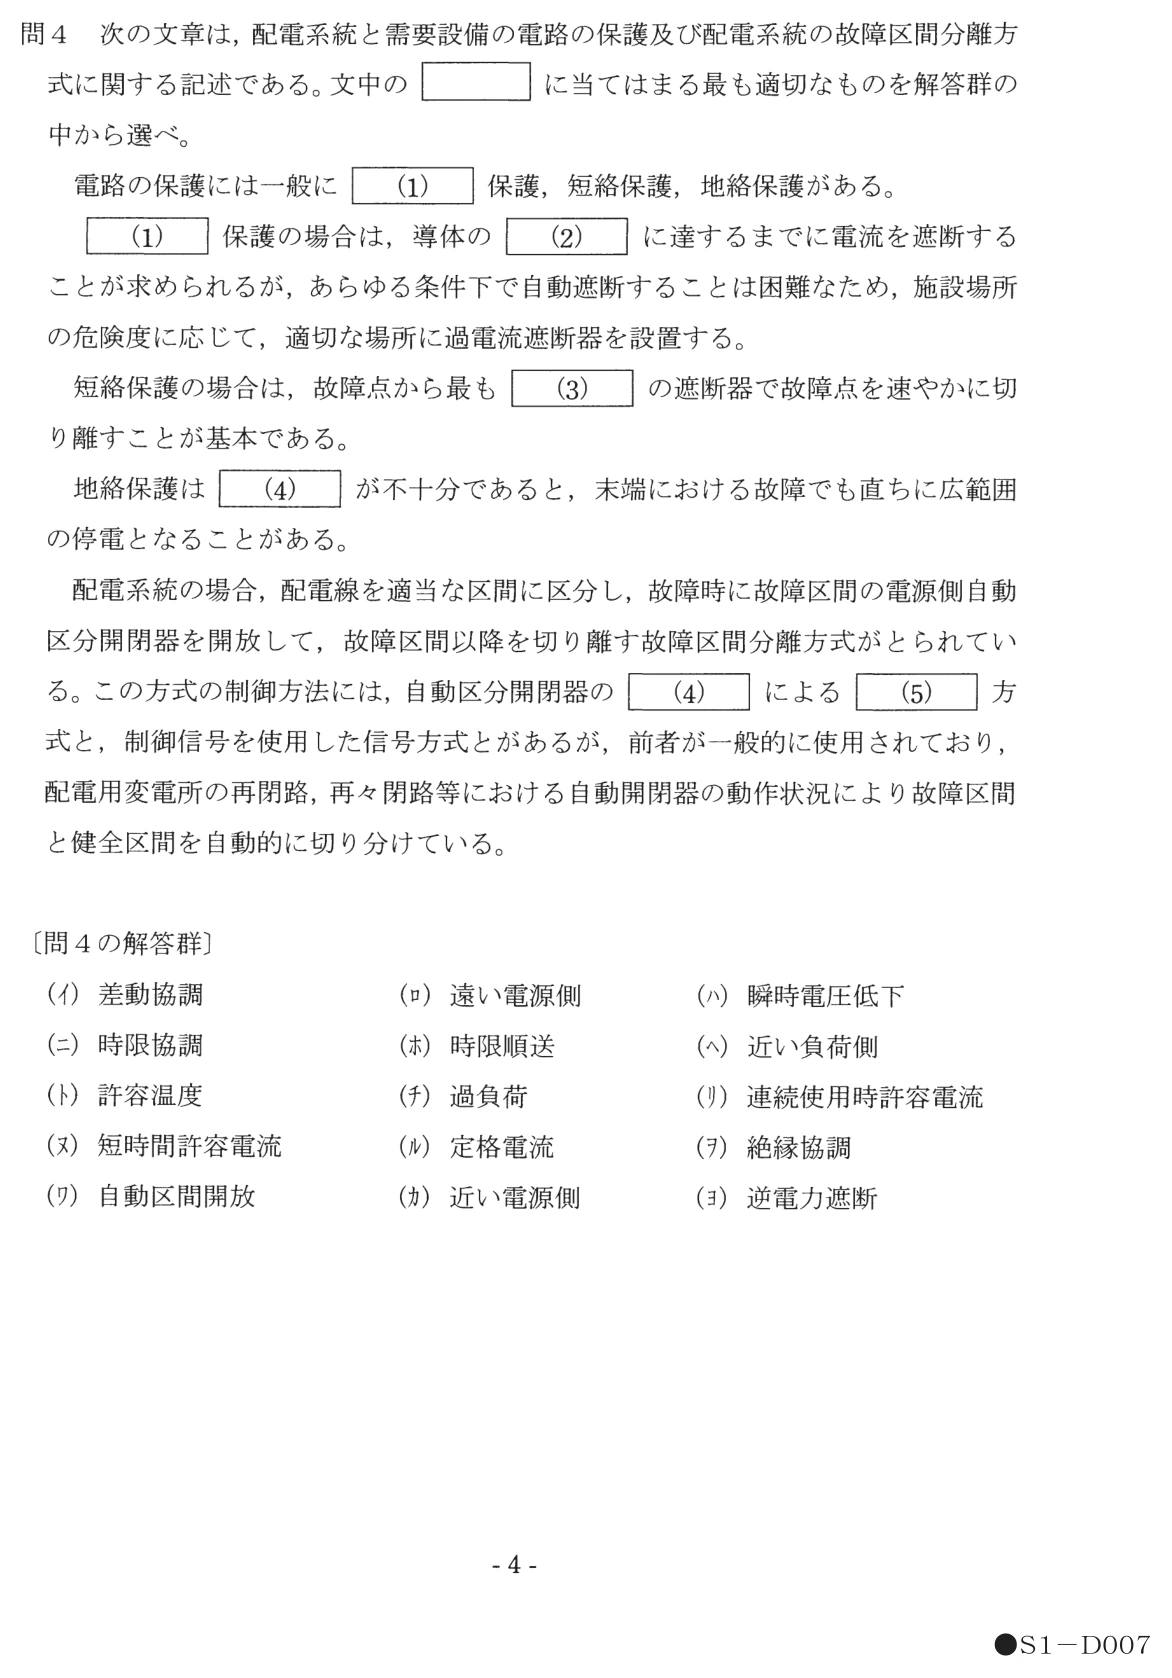 問４　次の文章は，配電系統と需要設備の電路の保護及び配電系統の故障区間分離方
式に関する記述である。文中の　　　に当てはまる最も適切なものを解答群の
中から選べ。
電路の保護には一般に (1) 保護，短絡保護，地絡保護がある。
(1) 保護の場合は，導体の (2) に達するまでに電流を遮断する
ことが求められるが，あらゆる条件下で自動遮断することは困難なため，施設場所
の危険度に応じて，適切な場所に過電流遮断器を設置する。
短絡保護の場合は，故障点から最も (3) の遮断器で故障点を速やかに切
り離すことが基本である。
地絡保護は (4) が不十分であると，末端における故障でも直ちに広範囲
の停電となることがある。
配電系統の場合，配電線を適当な区間に区分し，故障時に故障区間の電源側自動
区分開閉器を開放して，故障区間以降を切り離す故障区間分離方式がとられてい
る。この方式の制御方法には，自動区分開閉器の (4) による (5) 方
式と，制御信号を使用した信号方式とがあるが，前者が一般的に使用されており，
配電用変電所の再閉路，再々閉路等における自動開閉器の動作状況により故障区間
と健全区間を自動的に切り分けている。
〔問４の解答群〕
(イ) 差動協調　(ロ) 遠い電源側　(ハ) 瞬時電圧低下
(ニ) 時限協調　(ホ) 時限順送　(ヘ) 近い負荷側
(ト) 許容温度　(チ) 過負荷　(リ) 連続使用時許容電流
(ヌ) 短時間許容電流　(ル) 定格電流　(ヲ) 絶縁協調
(ワ) 自動区間開放　(カ) 近い電源側　(ヨ) 逆電力遮断
- 4 -
●S1－D007